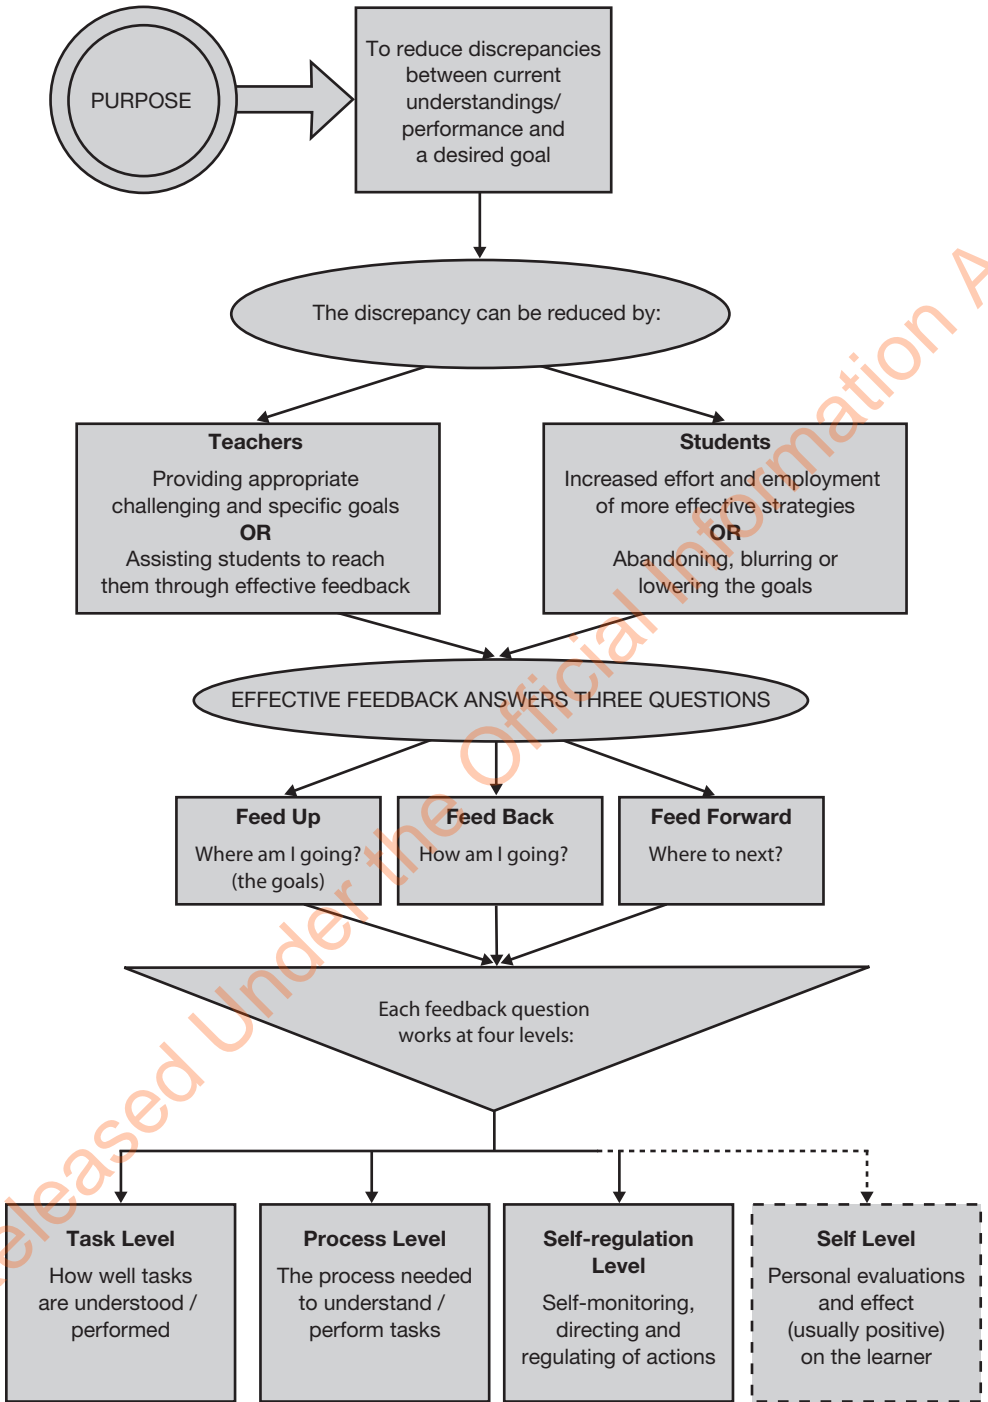 PURPOSE
To reduce discrepancies
between current
understandings/
performance and
a desired goal
The discrepancy can be reduced by:
Teachers
Providing appropriate
challenging and specific goals
OR
Assisting students to reach
them through effective feedback
Students
Increased effort and employment
of more effective strategies
OR
Abandoning, blurring or
lowering the goals
EFFECTIVE FEEDBACK ANSWERS THREE QUESTIONS
Feed Up
Where am I going?
(the goals)
Feed Back
How am I going?
Feed Forward
Where to next?
Each feedback question
works at four levels:
Task Level
How well tasks
are understood /
performed
Process Level
The process needed
to understand /
perform tasks
Self-regulation
Level
Self-monitoring,
directing and
regulating of actions
Self Level
Personal evaluations
and effect
(usually positive)
on the learner
Released Under the Official Information A